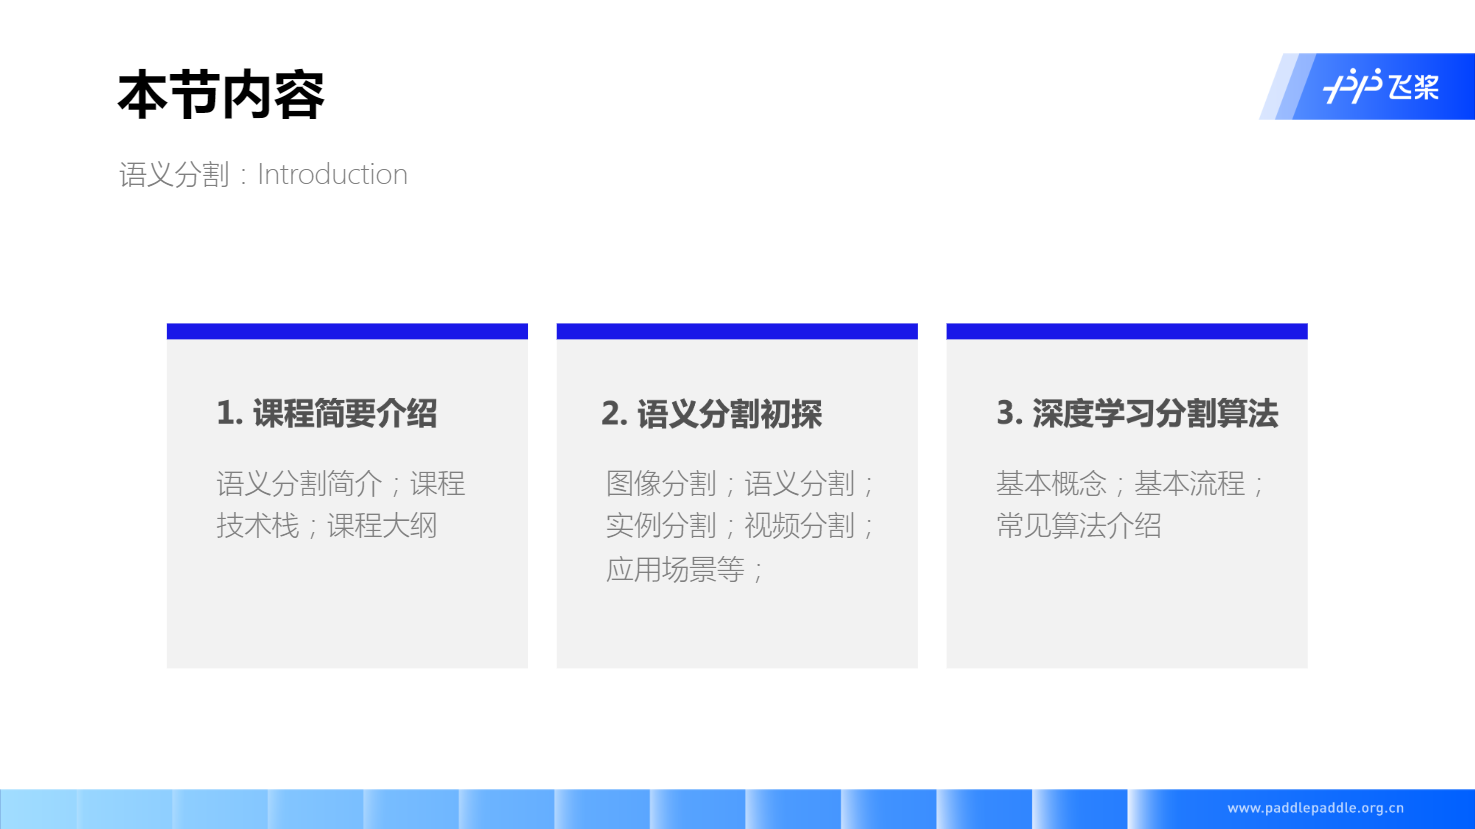 本节内容
飞桨
语义分割：Introduction
1. 课程简要介绍
语义分割简介；课程
技术栈；课程大纲
2. 语义分割初探
图像分割；语义分割；
实例分割；视频分割；
应用场景等；
3. 深度学习分割算法
基本概念；基本流程；
常见算法介绍
www.paddlepaddle.org.cn